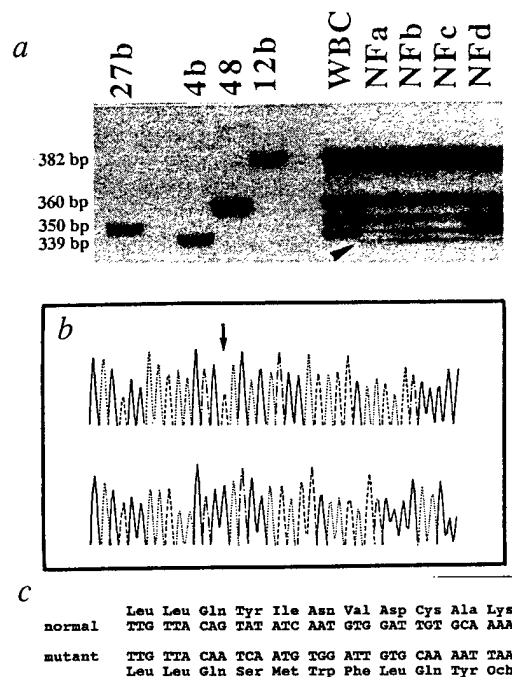 a
27b 4b 48 12b WBC NFa NFb NFc NFd
382 bp
360 bp
350 bp
339 bp
b
c
Leu Leu Gln Tyr Ile Asn Val Asp Cys Ala Lys
normal TTG TTA CAG TAT ATC AAT GTG GAT TGT GCA AAA
mutant TTG TTA CAA TCA ATG TGG ATT GTG CAA AAT TAA
Leu Leu Gln Ser Met Trp Phe Leu Gln Tyr Och